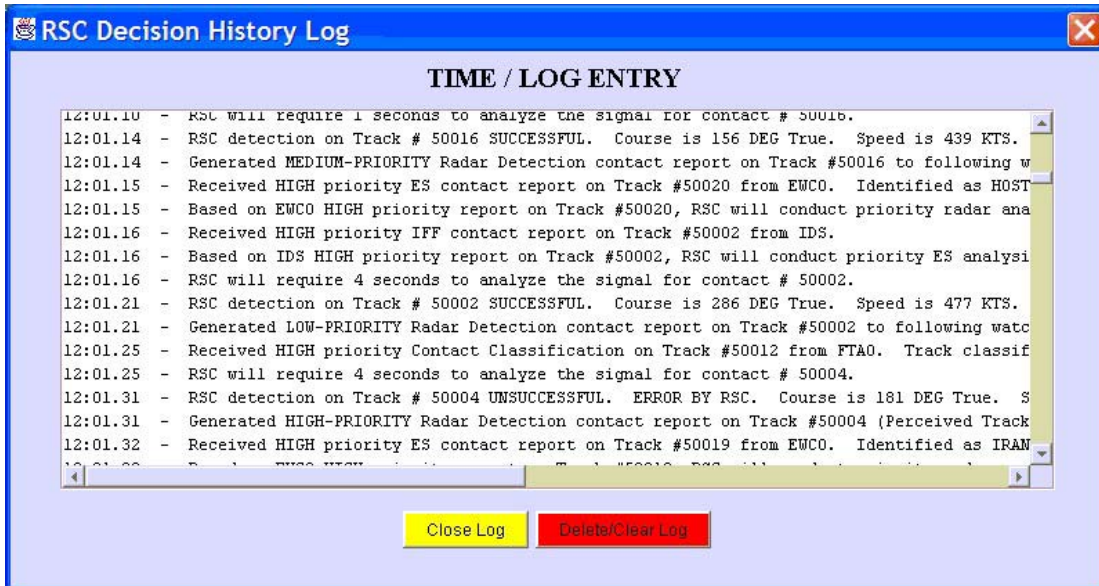 RSC Decision History Log
TIME / LOG ENTRY
12:01.10 - RSC will require 1 seconds to analyze the signal for contact # 50016.
12:01.14 - RSC detection on Track # 50016 SUCCESSFUL. Course is 156 DEG True. Speed is 439 KTS.
12:01.14 - Generated MEDIUM-PRIORITY Radar Detection contact report on Track #50016 to following w
12:01.15 - Received HIGH priority ES contact report on Track #50020 from EWCO. Identified as HOST
12:01.15 - Based on EWCO HIGH priority report on Track #50020, RSC will conduct priority radar ana
12:01.16 - Received HIGH priority IFF contact report on Track #50002 from IDS.
12:01.16 - Based on IDS HIGH priority report on Track #50002, RSC will conduct priority ES analysi
12:01.16 - RSC will require 4 seconds to analyze the signal for contact # 50002.
12:01.21 - RSC detection on Track # 50002 SUCCESSFUL. Course is 286 DEG True. Speed is 477 KTS.
12:01.21 - Generated LOW-PRIORITY Radar Detection contact report on Track #50002 to following watc
12:01.25 - Received HIGH priority Contact Classification on Track #50012 from FTAO. Track classif
12:01.25 - RSC will require 4 seconds to analyze the signal for contact # 50004.
12:01.31 - RSC detection on Track # 50004 UNSUCCESSFUL. ERROR BY RSC. Course is 181 DEG True. S
12:01.31 - Generated HIGH-PRIORITY Radar Detection contact report on Track #50004 (Perceived Track
12:01.32 - Received HIGH priority ES contact report on Track #50019 from EWCO. Identified as IRAN
Close Log
Delete/Clear Log